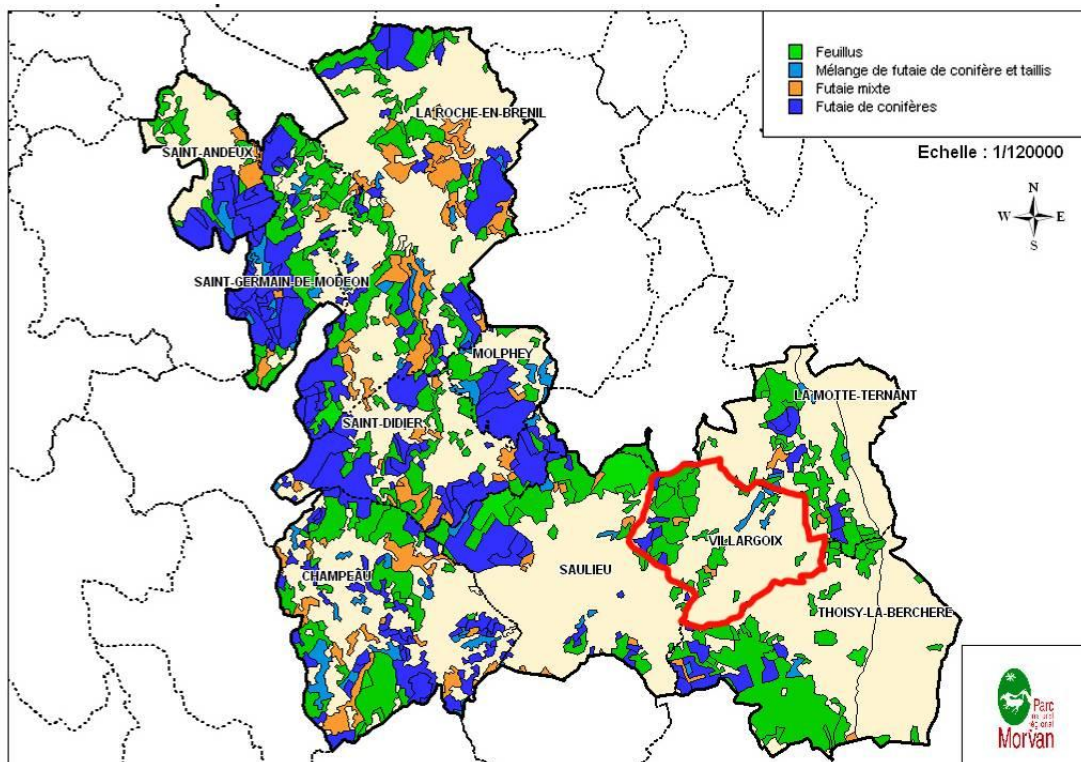 Feuillus
Mélange de futaie de conifère et taillis
Futaie mixte
Futaie de conifères
Echelle : 1/120000
N
W E
S
LA ROCHE-EN-BRENIL
SAINT-ANDEUX
SAINT-GERMAIN-DE-MODEON
MOLPHEY
LA MOTTE-TERNANT
SAINT-DIDIER
VILLARGOIX
SAULIEU
CHAMPEAU
THOISY-LA-BERCHERE
Parc
naturel
régional
Morvan